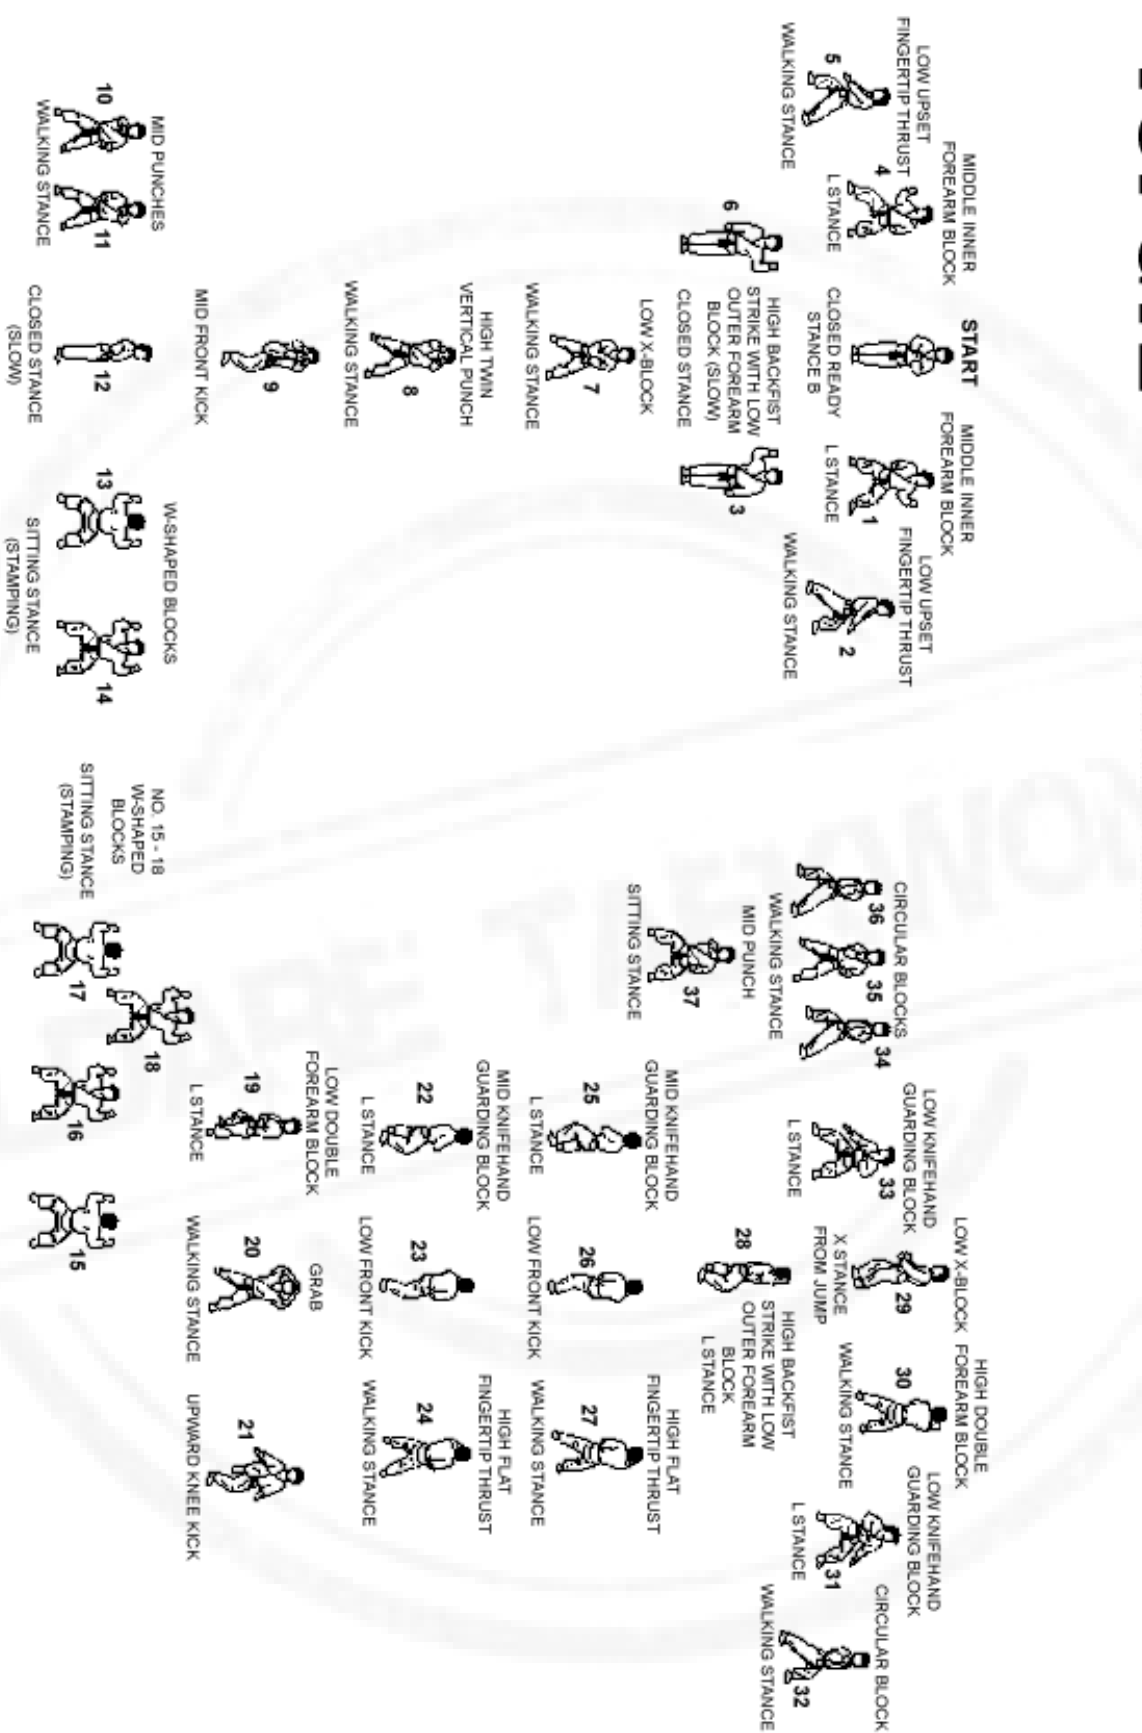 START
MIDDLE INNER
FOREARM BLOCK
L STANCE
4
LOW UPSET
FINGERTIP THRUST
5
WALKING STANCE
CLOSED READY
STANCE B
MIDDLE INNER
FOREARM BLOCK
1
L STANCE
LOW UPSET
FINGERTIP THRUST
2
WALKING STANCE
6
HIGH BACKFIST
STRIKE WITH LOW
OUTER FOREARM
BLOCK (SLOW)
CLOSED STANCE
3
LOW X-BLOCK
7
WALKING STANCE
HIGH TWIN
VERTICAL PUNCH
8
WALKING STANCE
9
MID FRONT KICK
MID PUNCHES
10
11
WALKING STANCE
12
CLOSED STANCE
(SLOW)
W-SHAPED BLOCKS
13
14
SITTING STANCE
(STAMPING)
NO. 15 - 18
W-SHAPED
BLOCKS
SITTING STANCE
(STAMPING)
17
18
16
15
LOW DOUBLE
FOREARM BLOCK
19
L STANCE
GRAB
20
WALKING STANCE
21
UPWARD KNEE KICK
MID KNIFEHAND
GUARDING BLOCK
22
L STANCE
23
LOW FRONT KICK
HIGH FLAT
FINGERTIP THRUST
24
WALKING STANCE
MID KNIFEHAND
GUARDING BLOCK
25
L STANCE
26
LOW FRONT KICK
HIGH FLAT
FINGERTIP THRUST
27
WALKING STANCE
28
HIGH BACKFIST
STRIKE WITH LOW
OUTER FOREARM
BLOCK
L STANCE
LOW X-BLOCK
29
X STANCE
FROM JUMP
HIGH DOUBLE
FOREARM BLOCK
30
WALKING STANCE
LOW KNIFEHAND
GUARDING BLOCK
31
L STANCE
CIRCULAR BLOCK
32
WALKING STANCE
LOW KNIFEHAND
GUARDING BLOCK
33
L STANCE
CIRCULAR BLOCKS
36
35
34
WALKING STANCE
MID PUNCH
37
SITTING STANCE